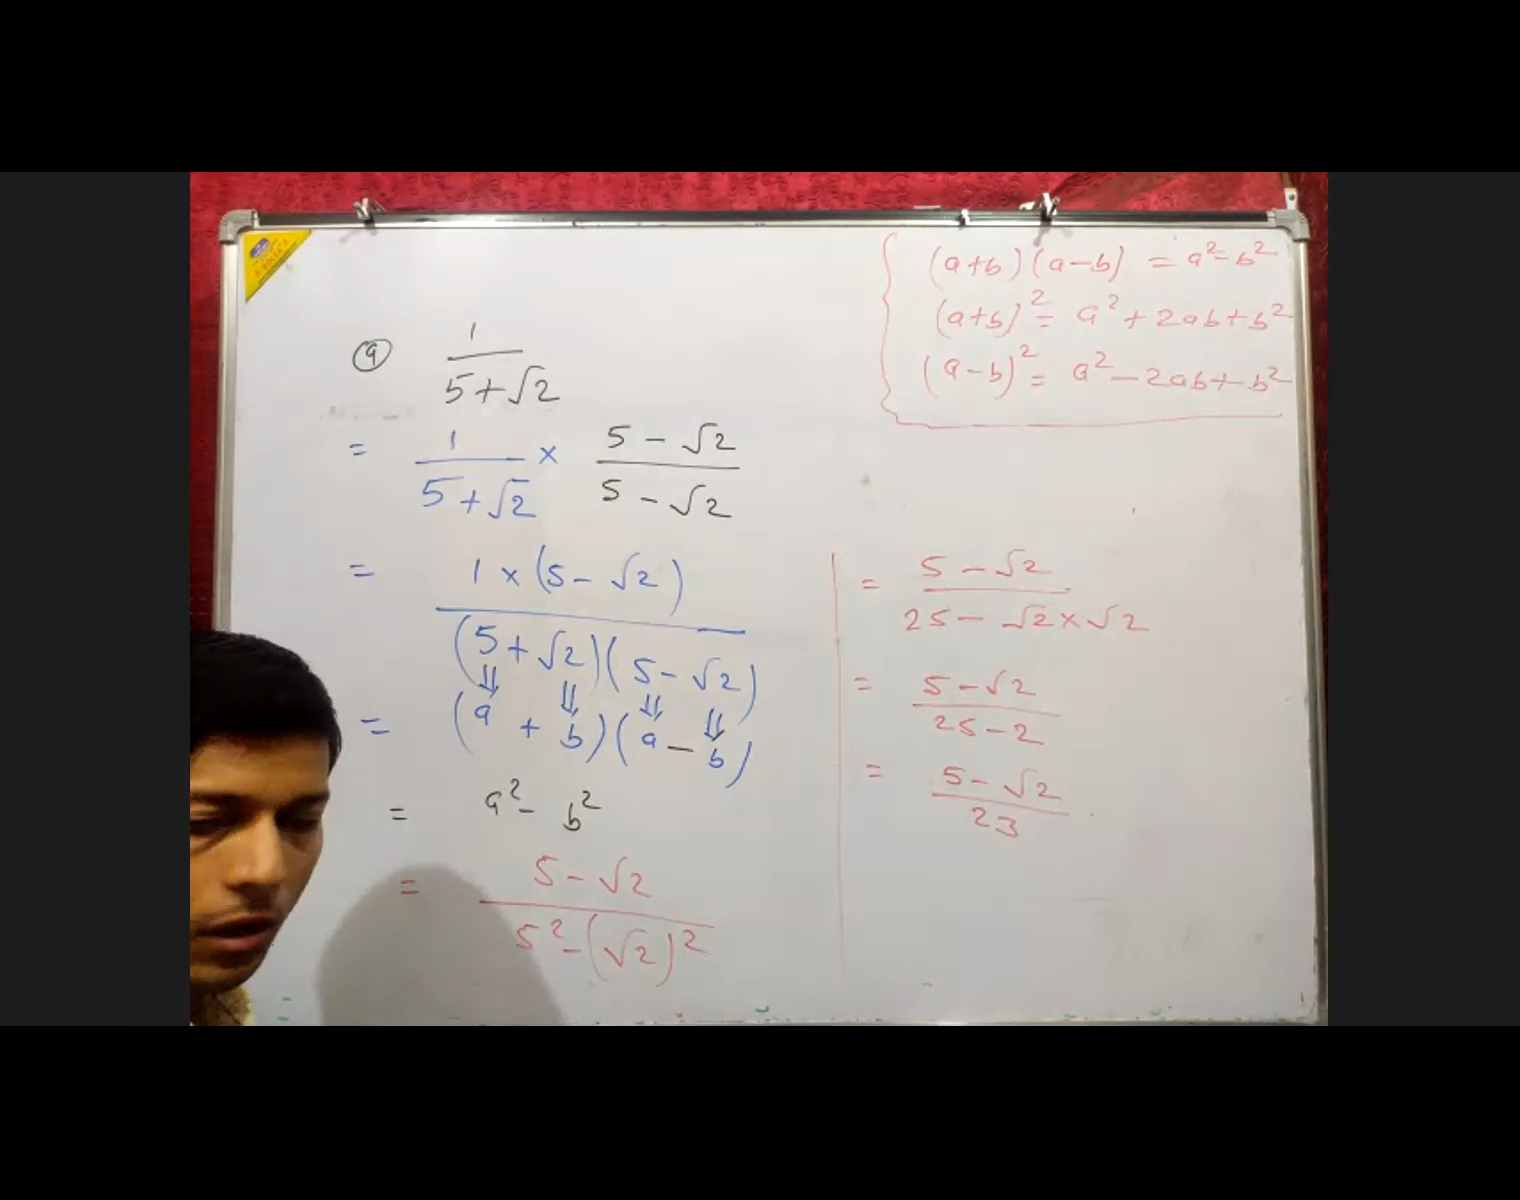 (a+b)(a-b) = a²-b²
(a+b)² = a²+2ab+b²
(a-b)² = a²-2ab+b²
ⓐ 1/(5+√2)
= 1/(5+√2) × (5-√2)/(5-√2)
= 1×(5-√2)/(5+√2)(5-√2)
⇓ ⇓ ⇓ ⇓
= (a+b)(a-b)
= a²-b²
= (5-√2)/(5²-(√2)²)
= (5-√2)/(25-√2×√2)
= (5-√2)/(25-2)
= (5-√2)/23